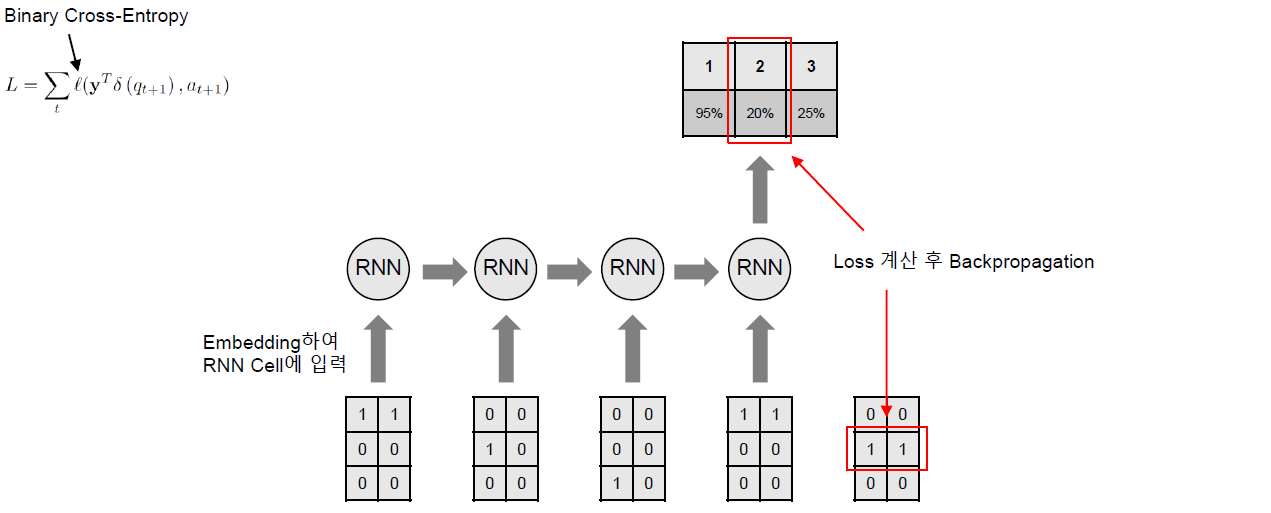 Binary Cross-Entropy
L = \sum_{t} \ell(\mathbf{y}^T \delta(q_{t+1}), a_{t+1})
1 2 3
95% 20% 25%
RNN RNN RNN RNN
Loss 계산 후 Backpropagation
Embedding하여
RNN Cell에 입력
1 1 0 0 0 0 1 1 0 0
0 0 1 0 0 0 0 0 1 1
0 0 0 0 1 0 0 0 0 0